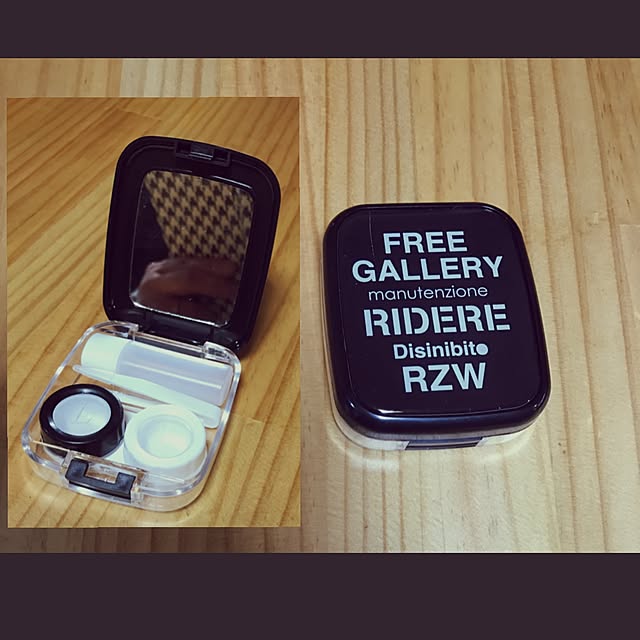 FREE
GALLERY
manutenzione
RIDERE
Disinibito
RZW